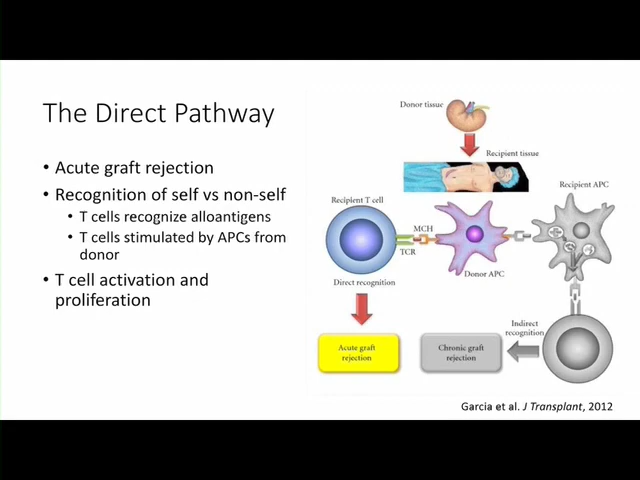 The Direct Pathway
• Acute graft rejection
• Recognition of self vs non-self
• T cells recognize alloantigens
• T cells stimulated by APCs from
donor
• T cell activation and
proliferation
Donor tissue
Recipient tissue
Recipient APC
Recipient T cell
MCH
TCR
Donor APC
Direct recognition
Indirect
recognition
Acute graft
rejection
Chronic graft
rejection
Garcia et al. J Transplant, 2012